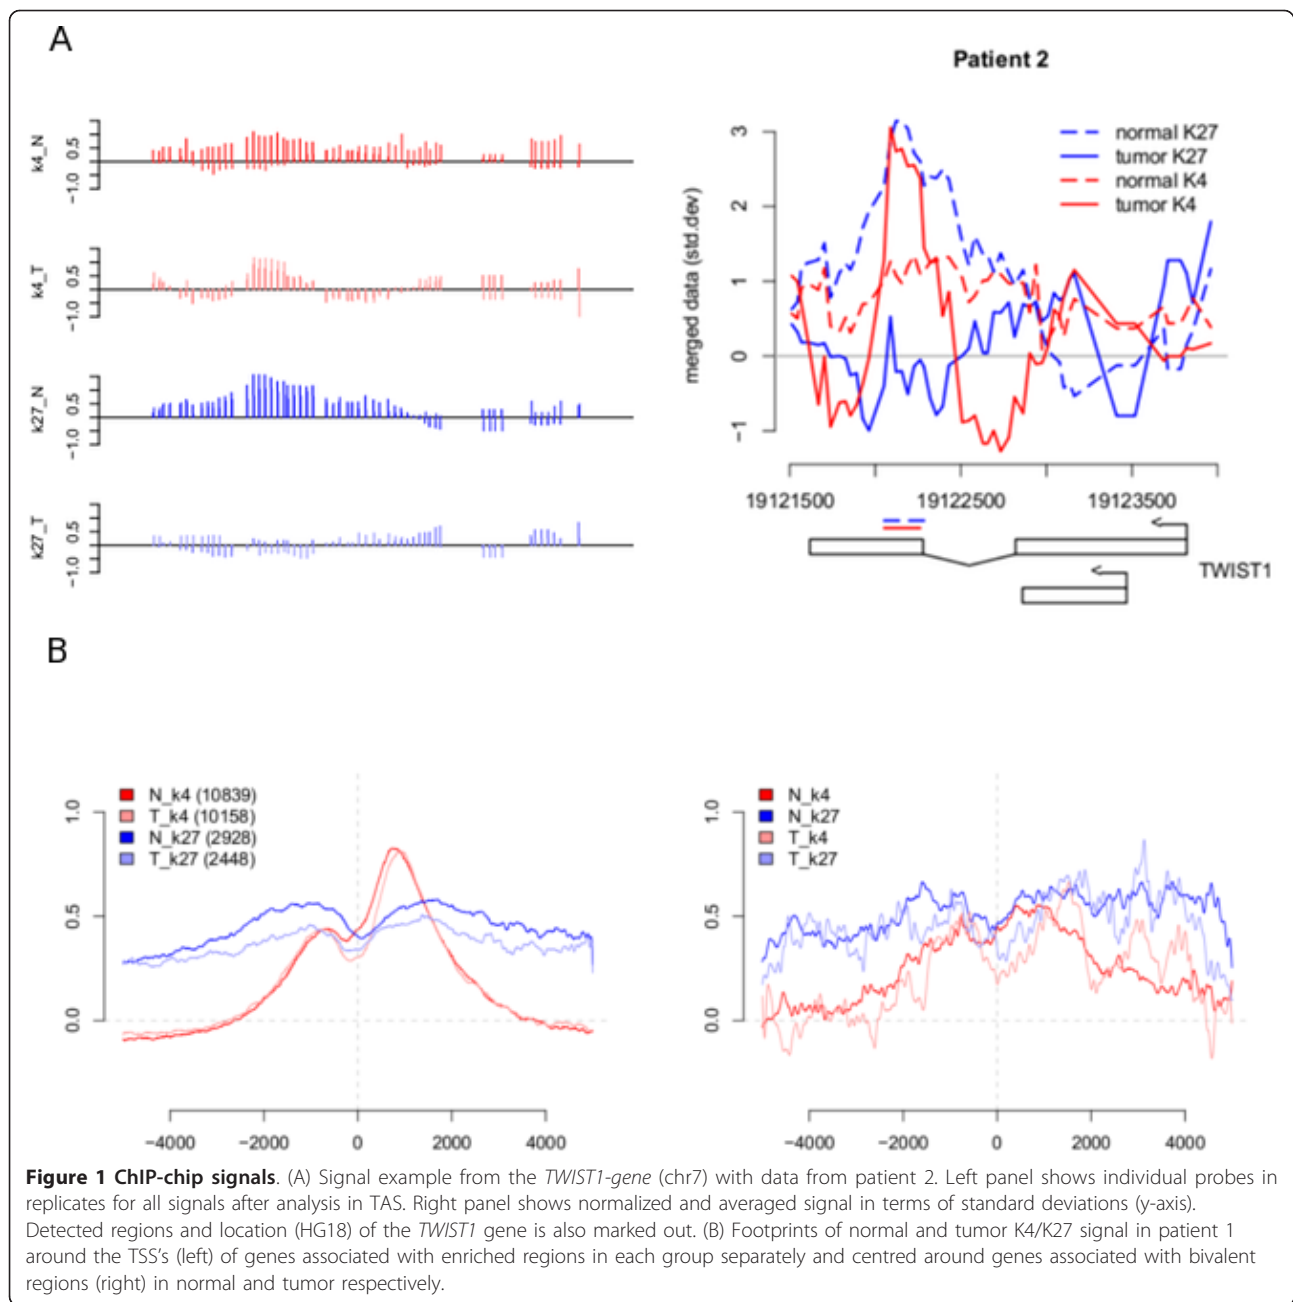 A
Patient 2
k4_N
0.5
−1.0
k4_T
0.5
−1.0
k27_N
0.5
−1.0
k27_T
0.5
−1.0
merged data (std.dev)
3
2
1
0
−1
normal K27
tumor K27
normal K4
tumor K4
19121500 19122500 19123500
TWIST1
B
N_k4 (10839)
T_k4 (10158)
N_k27 (2928)
T_k27 (2448)
1.0
0.5
0.0
−4000 −2000 0 2000 4000
N_k4
N_k27
T_k4
T_k27
1.0
0.5
0.0
−4000 −2000 0 2000 4000
Figure 1 ChIP-chip signals. (A) Signal example from the TWIST1-gene (chr7) with data from patient 2. Left panel shows individual probes in
replicates for all signals after analysis in TAS. Right panel shows normalized and averaged signal in terms of standard deviations (y-axis).
Detected regions and location (HG18) of the TWIST1 gene is also marked out. (B) Footprints of normal and tumor K4/K27 signal in patient 1
around the TSS's (left) of genes associated with enriched regions in each group separately and centred around genes associated with bivalent
regions (right) in normal and tumor respectively.